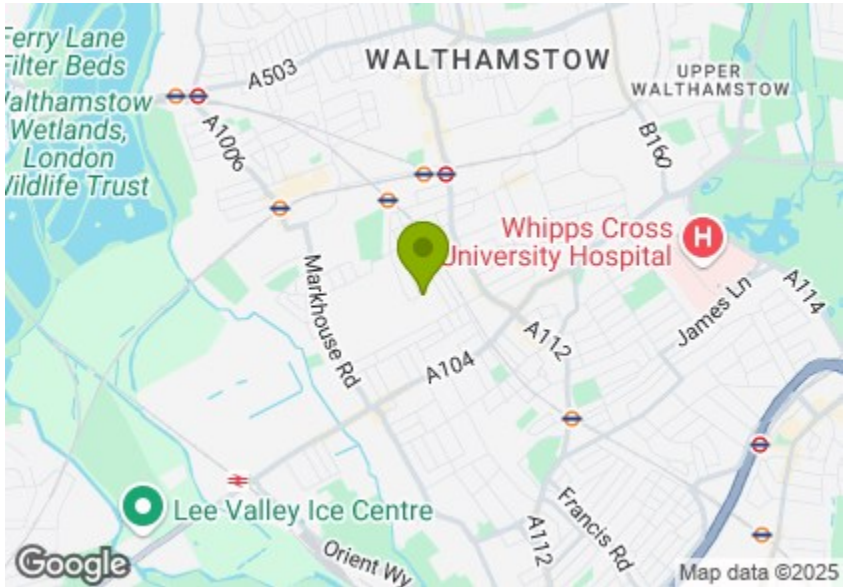 Ferry Lane
Filter Beds
Walthamstow
Wetlands,
London
Wildlife Trust
A503
WALTHAMSTOW
UPPER
WALTHAMSTOW
A1006
B160
Whipps Cross
University Hospital
H
Markhouse Rd
A104
A112
James Ln
A114
Lee Valley Ice Centre
Orient Wy
A112
Francis Rd
Google
Map data ©2025